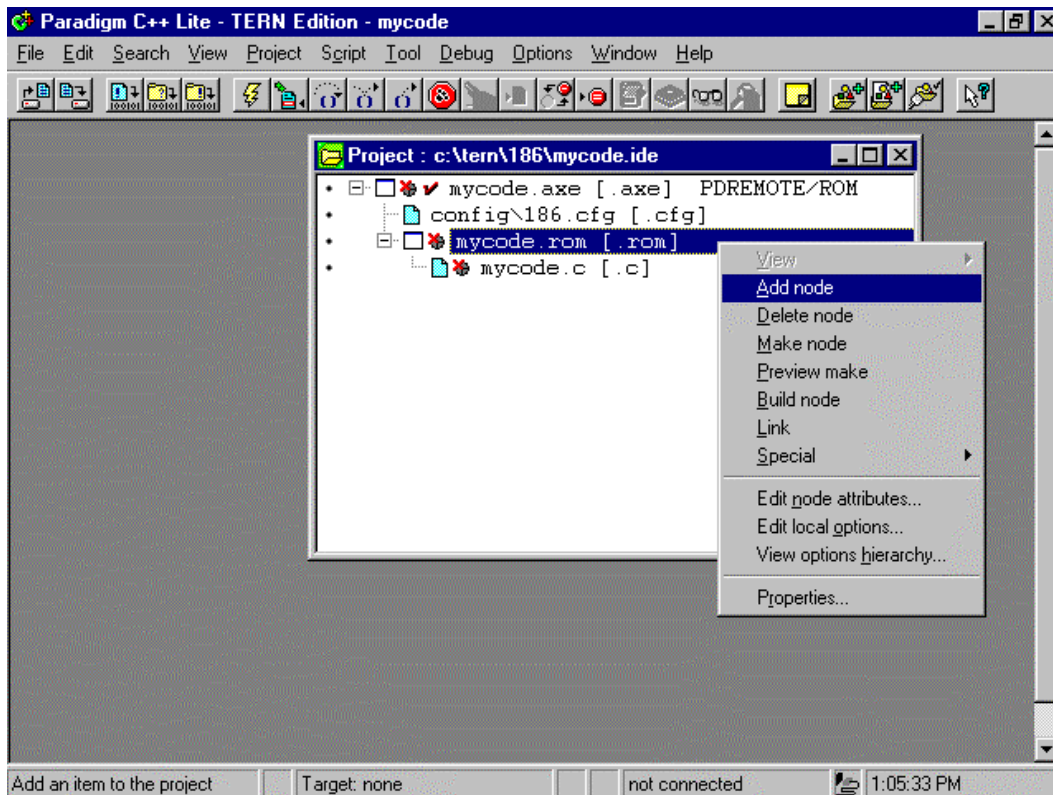 Paradigm C++ Lite - TERN Edition - mycode
File Edit Search View Project Script Tool Debug Options Window Help
Project : c:\tern\186\mycode.ide
mycode.axe [.axe] PDREMOTE/ROM
config\186.cfg [.cfg]
mycode.rom [.rom]
mycode.c [.c]
View
Add node
Delete node
Make node
Preview make
Build node
Link
Special
Edit node attributes...
Edit local options...
View options hierarchy...
Properties...
Add an item to the project Target: none not connected 1:05:33 PM